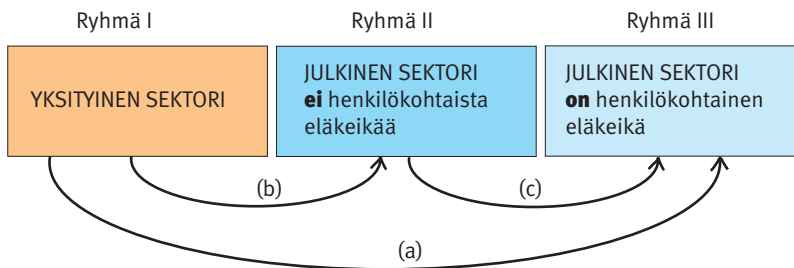 Ryhmä I
Ryhmä II
Ryhmä III
YKSITYINEN SEKTORI
JULKINEN SEKTORI
ei henkilökohtaista
eläkeikää
JULKINEN SEKTORI
on henkilökohtainen
eläkeikä
(b)
(c)
(a)